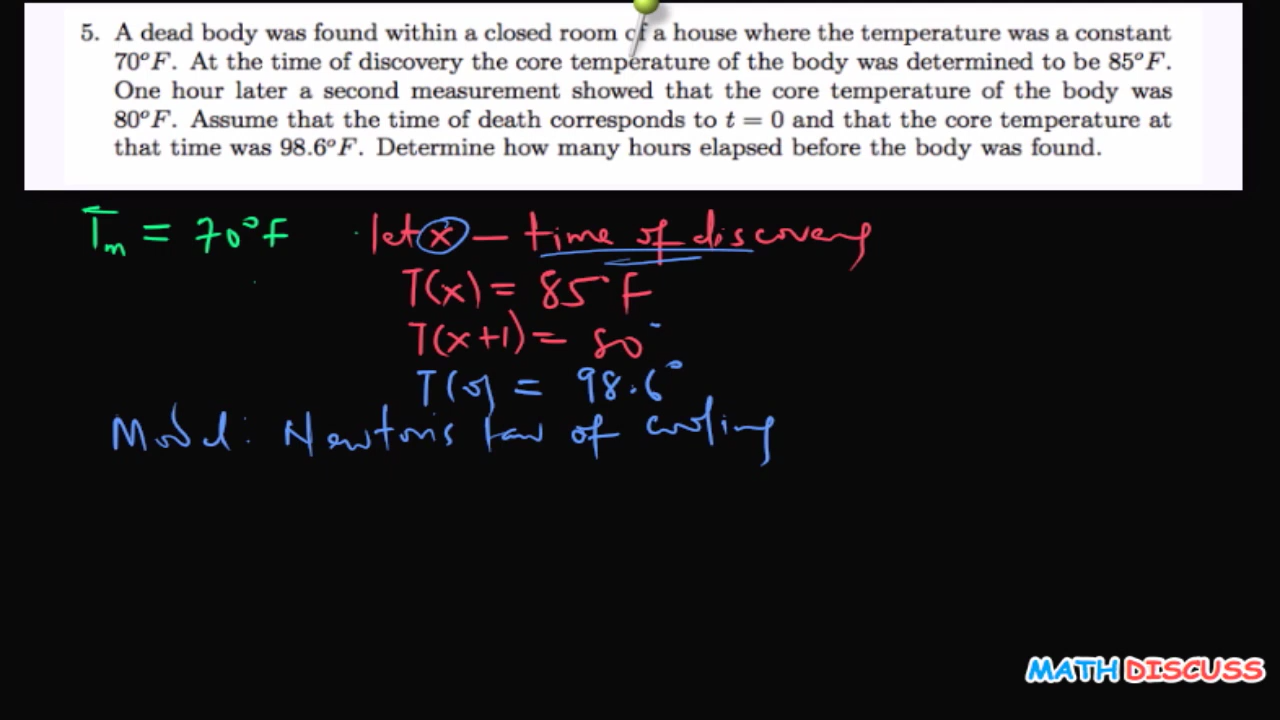 5. A dead body was found within a closed room of a house where the temperature was a constant
70°F. At the time of discovery the core temperature of the body was determined to be 85°F.
One hour later a second measurement showed that the core temperature of the body was
80°F. Assume that the time of death corresponds to t = 0 and that the core temperature at
that time was 98.6°F. Determine how many hours elapsed before the body was found.
Tm = 70°F let x – time of discovery
T(x) = 85°F
T(x+1) = 80°
T(0) = 98.6°
Model: Newton's law of cooling
MATH DISCUSS